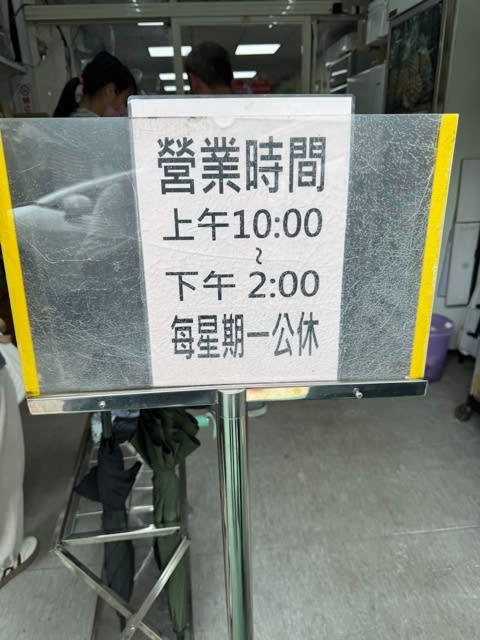 營業時間
上午10:00
~
下午 2:00
每星期一公休